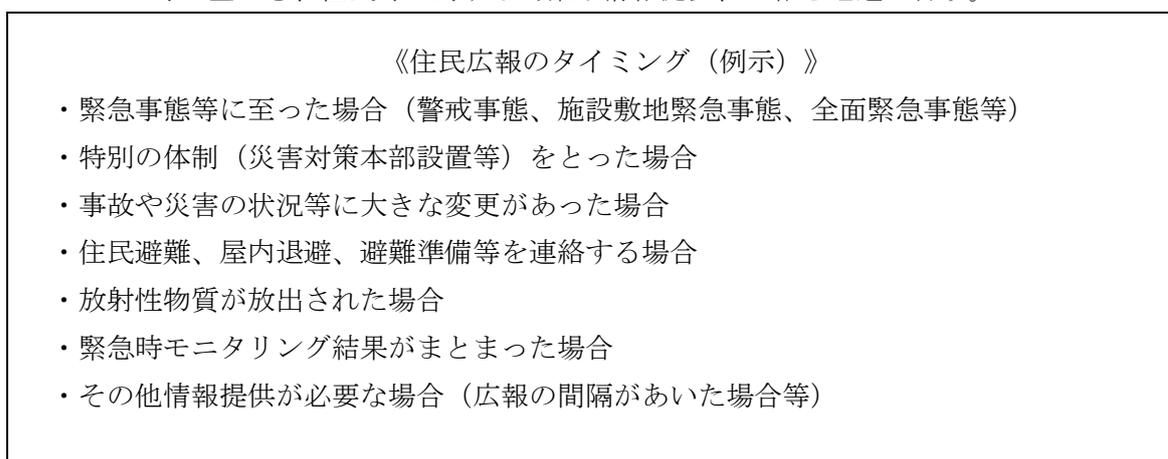 《住民広報のタイミング（例示）》
・緊急事態等に至った場合（警戒事態、施設敷地緊急事態、全面緊急事態等）
・特別の体制（災害対策本部設置等）をとった場合
・事故や災害の状況等に大きな変更があった場合
・住民避難、屋内退避、避難準備等を連絡する場合
・放射性物質が放出された場合
・緊急時モニタリング結果がまとまった場合
・その他情報提供が必要な場合（広報の間隔があいた場合等）